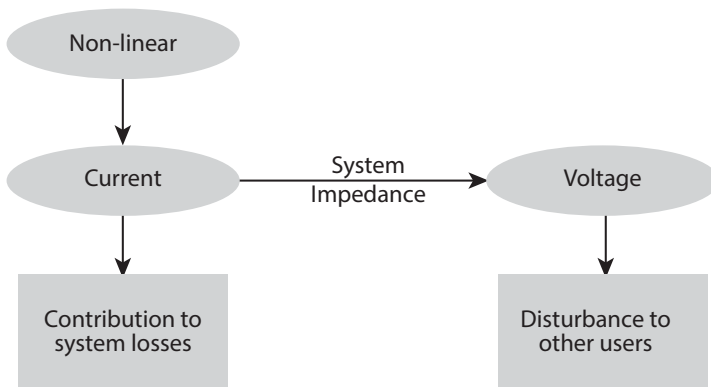 Non-linear
Current
System
Impedance
Voltage
Contribution to
system losses
Disturbance to
other users